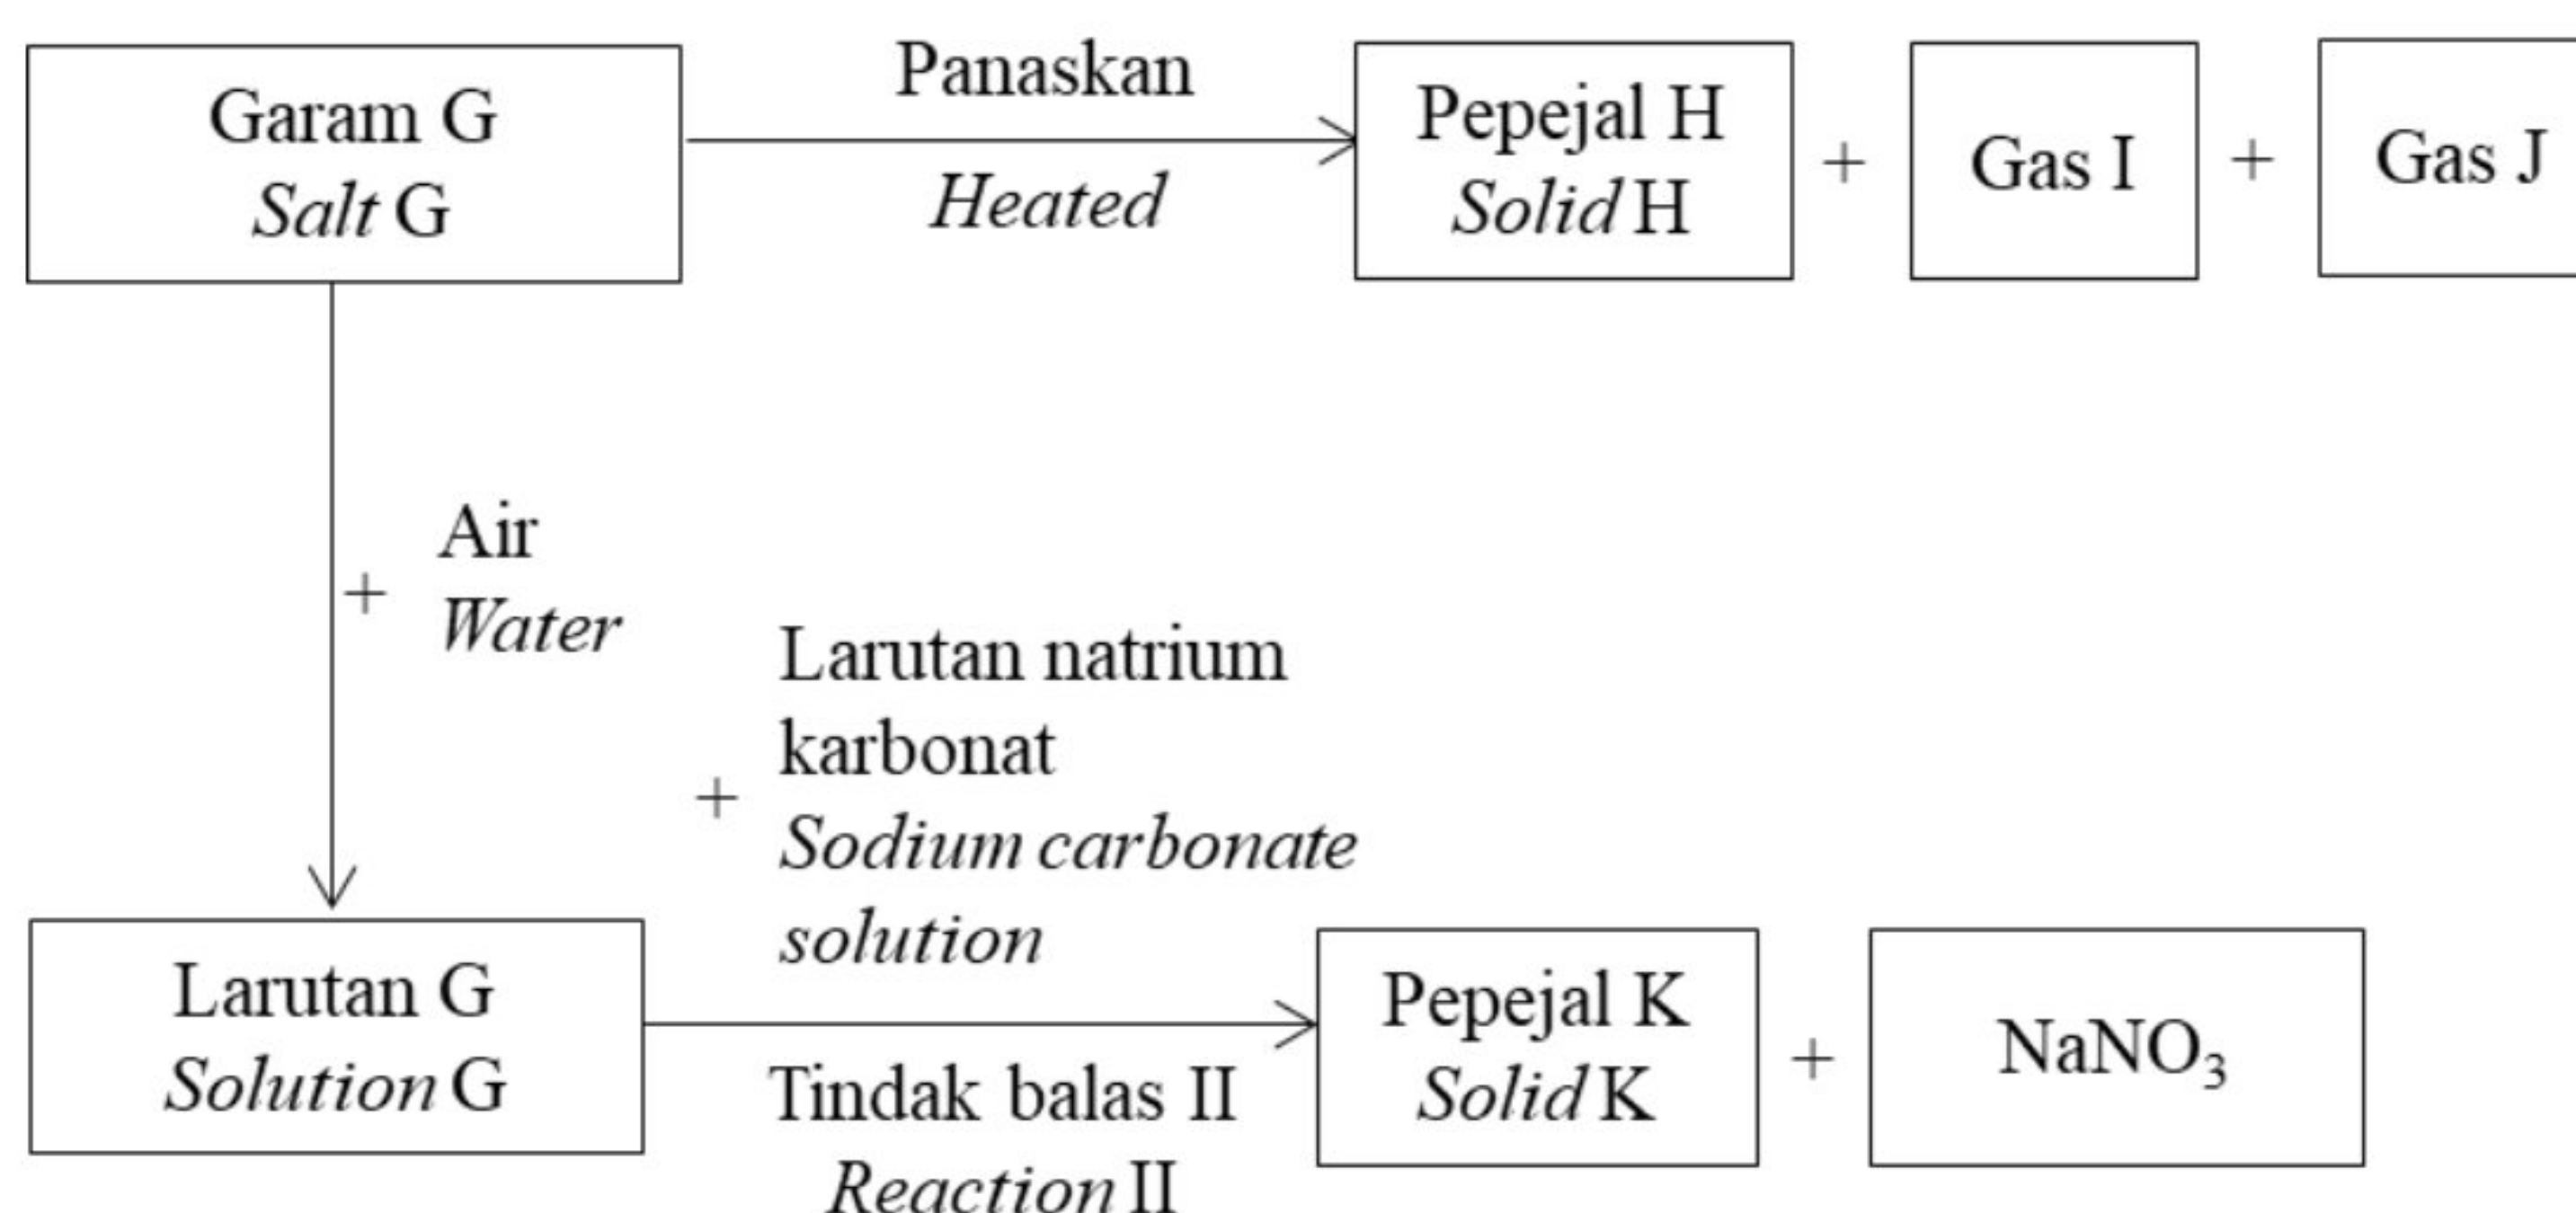 Garam G
Salt G
Panaskan
Heated
Pepejal H
Solid H
+
Gas I
+
Gas J
+
Air
Water
+
Larutan natrium
karbonat
Sodium carbonate
solution
Larutan G
Solution G
Tindak balas II
Reaction II
Pepejal K
Solid K
+
NaNO₃